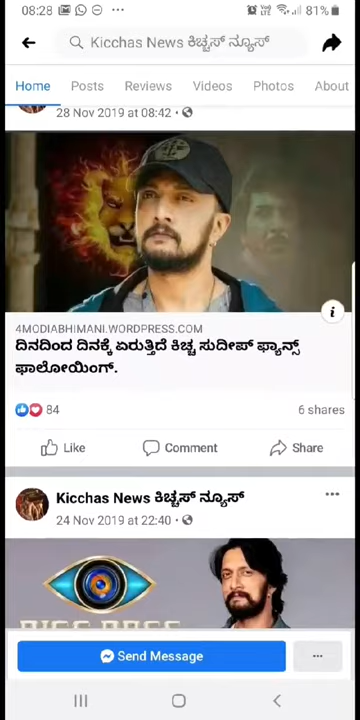 08:28 81%
Kicchas News ಕಿಚ್ಚಸ್ ನ್ಯೂಸ್
Home Posts Reviews Videos Photos About
28 Nov 2019 at 08:42
4MODIABHIMANI.WORDPRESS.COM
ದಿನದಿಂದ ದಿನಕ್ಕೆ ಏರುತ್ತಿದೆ ಕಿಚ್ಚ ಸುದೀಪ್ ಫ್ಯಾನ್ಸ್
ಫಾಲೋಯಿಂಗ್.
84 6 shares
Like Comment Share
Kicchas News ಕಿಚ್ಚಸ್ ನ್ಯೂಸ್
24 Nov 2019 at 22:40
BIGG BOSS
Send Message